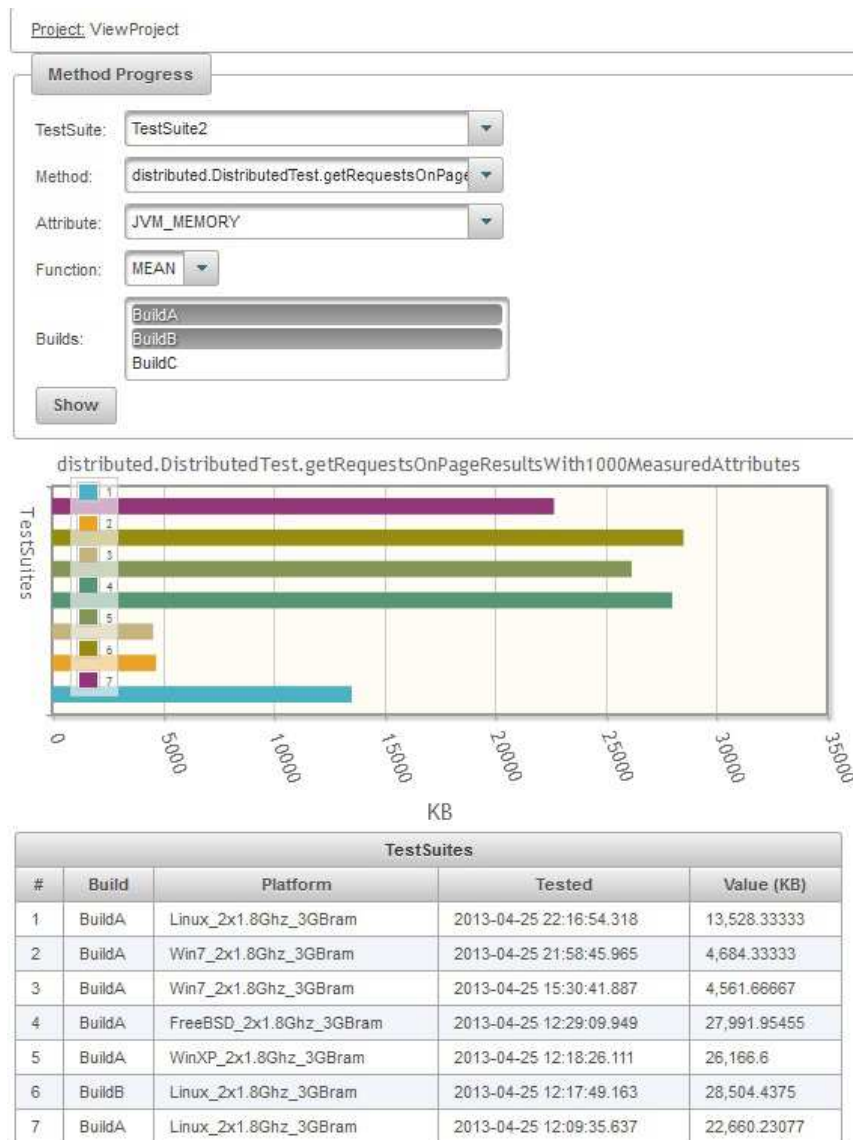 Project: ViewProject
Method Progress
TestSuite: TestSuite2
Method: distributed.DistributedTest.getRequestsOnPage
Attribute: JVM_MEMORY
Function: MEAN
Builds:
BuildA
BuildB
BuildC
Show
distributed.DistributedTest.getRequestsOnPageResultsWith1000MeasuredAttributes
TestSuites
1
2
3
4
5
6
7
0 5000 10000 15000 20000 25000 30000 35000
KB
TestSuites
# Build Platform Tested Value (KB)
1 BuildA Linux_2x1.8Ghz_3GBram 2013-04-25 22:16:54.318 13,528.33333
2 BuildA Win7_2x1.8Ghz_3GBram 2013-04-25 21:58:45.965 4,684.33333
3 BuildA Win7_2x1.8Ghz_3GBram 2013-04-25 15:30:41.887 4,561.66667
4 BuildA FreeBSD_2x1.8Ghz_3GBram 2013-04-25 12:29:09.949 27,991.95455
5 BuildA WinXP_2x1.8Ghz_3GBram 2013-04-25 12:18:26.111 26,166.6
6 BuildB Linux_2x1.8Ghz_3GBram 2013-04-25 12:17:49.163 28,504.4375
7 BuildA Linux_2x1.8Ghz_3GBram 2013-04-25 12:09:35.637 22,660.23077